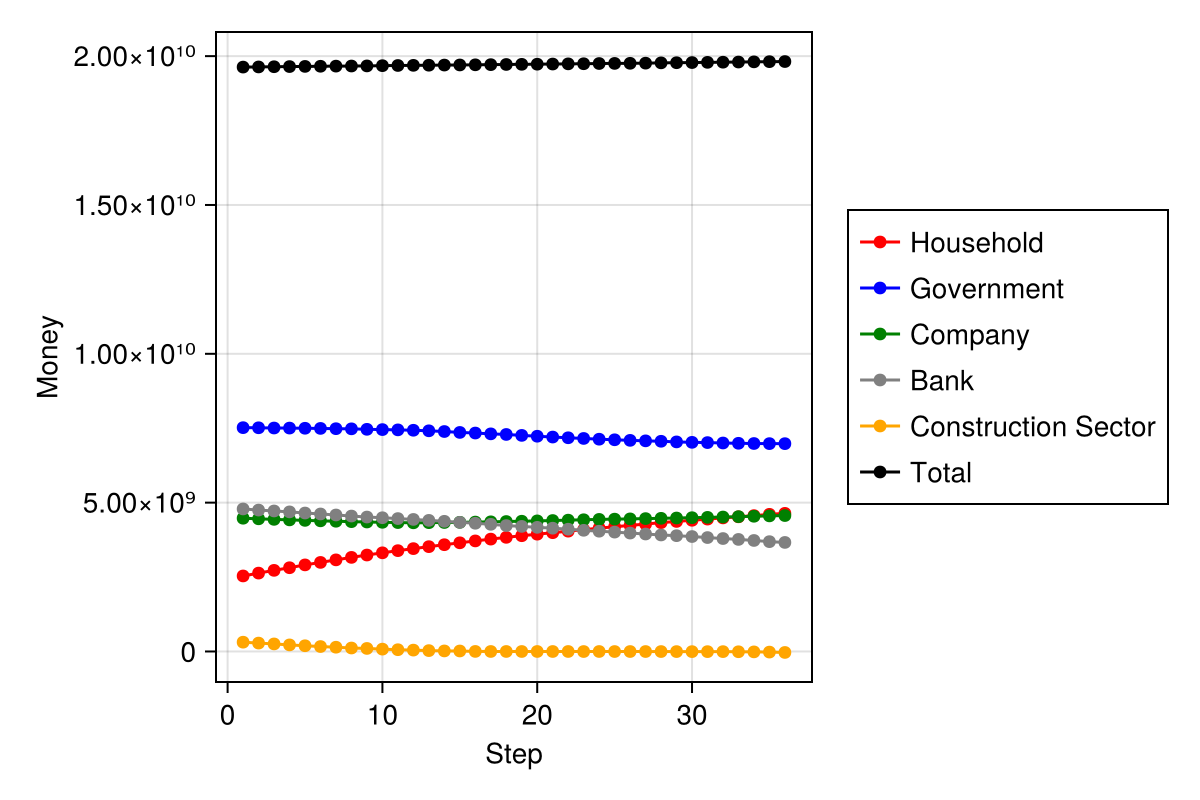 2.00×10¹⁰
1.50×10¹⁰
1.00×10¹⁰
5.00×10⁹
0
Money
0 10 20 30
Step
Household
Government
Company
Bank
Construction Sector
Total